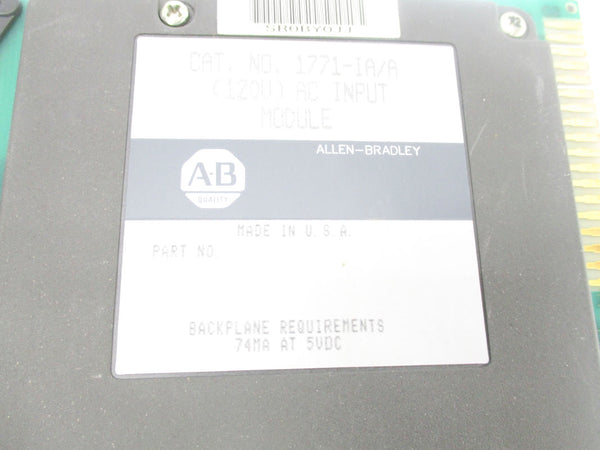 SR0BY0JJ
CAT. NO. 1771-IA/A
(120V) AC INPUT
MODULE
ALLEN-BRADLEY
A-B
QUALITY
MADE IN U.S.A.
PART NO
BACKPLANE REQUIREMENTS
74MA AT 5VDC